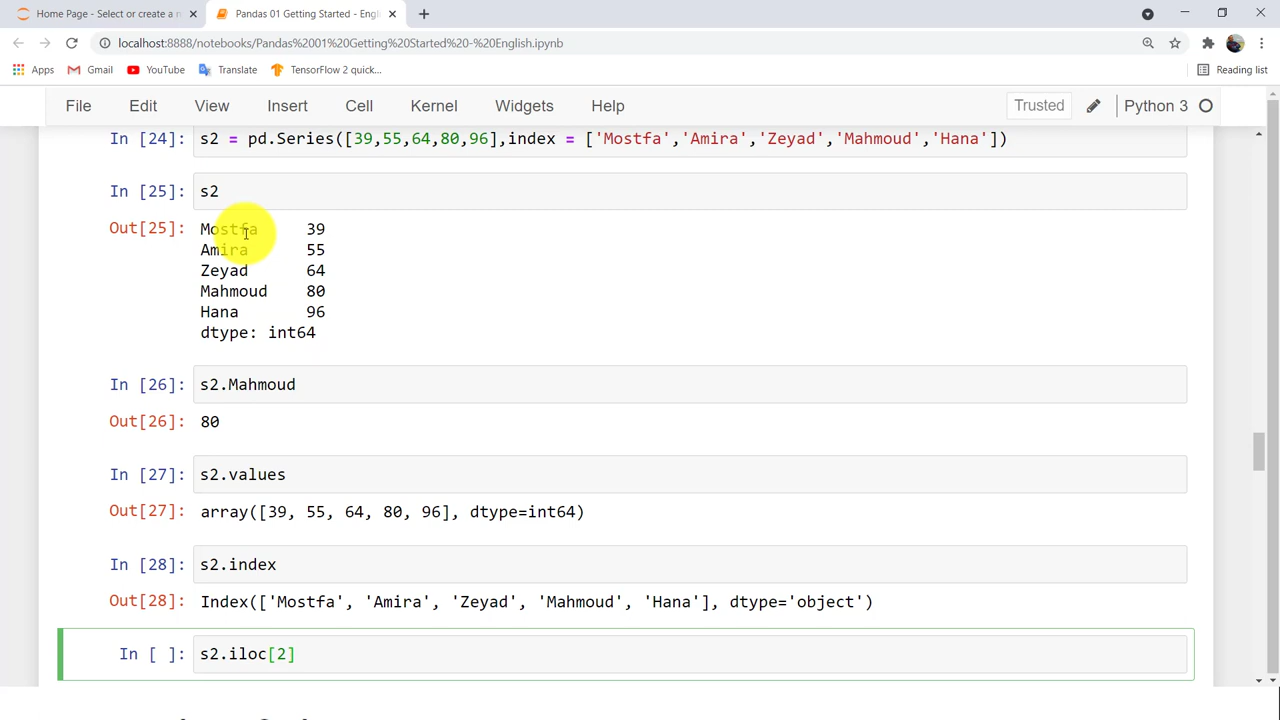 Home Page - Select or create a n
Pandas 01 Getting Started - Engl
localhost:8888/notebooks/Pandas%2001%20Getting%20Started%20-%20English.ipynb
Apps Gmail YouTube Translate TensorFlow 2 quick... Reading list
File Edit View Insert Cell Kernel Widgets Help Trusted Python 3
In [24]: s2 = pd.Series([39,55,64,80,96],index = ['Mostfa','Amira','Zeyad','Mahmoud','Hana'])
In [25]: s2
Out[25]: Mostfa 39
Amira 55
Zeyad 64
Mahmoud 80
Hana 96
dtype: int64
In [26]: s2.Mahmoud
Out[26]: 80
In [27]: s2.values
Out[27]: array([39, 55, 64, 80, 96], dtype=int64)
In [28]: s2.index
Out[28]: Index(['Mostfa', 'Amira', 'Zeyad', 'Mahmoud', 'Hana'], dtype='object')
In [ ]: s2.iloc[2]